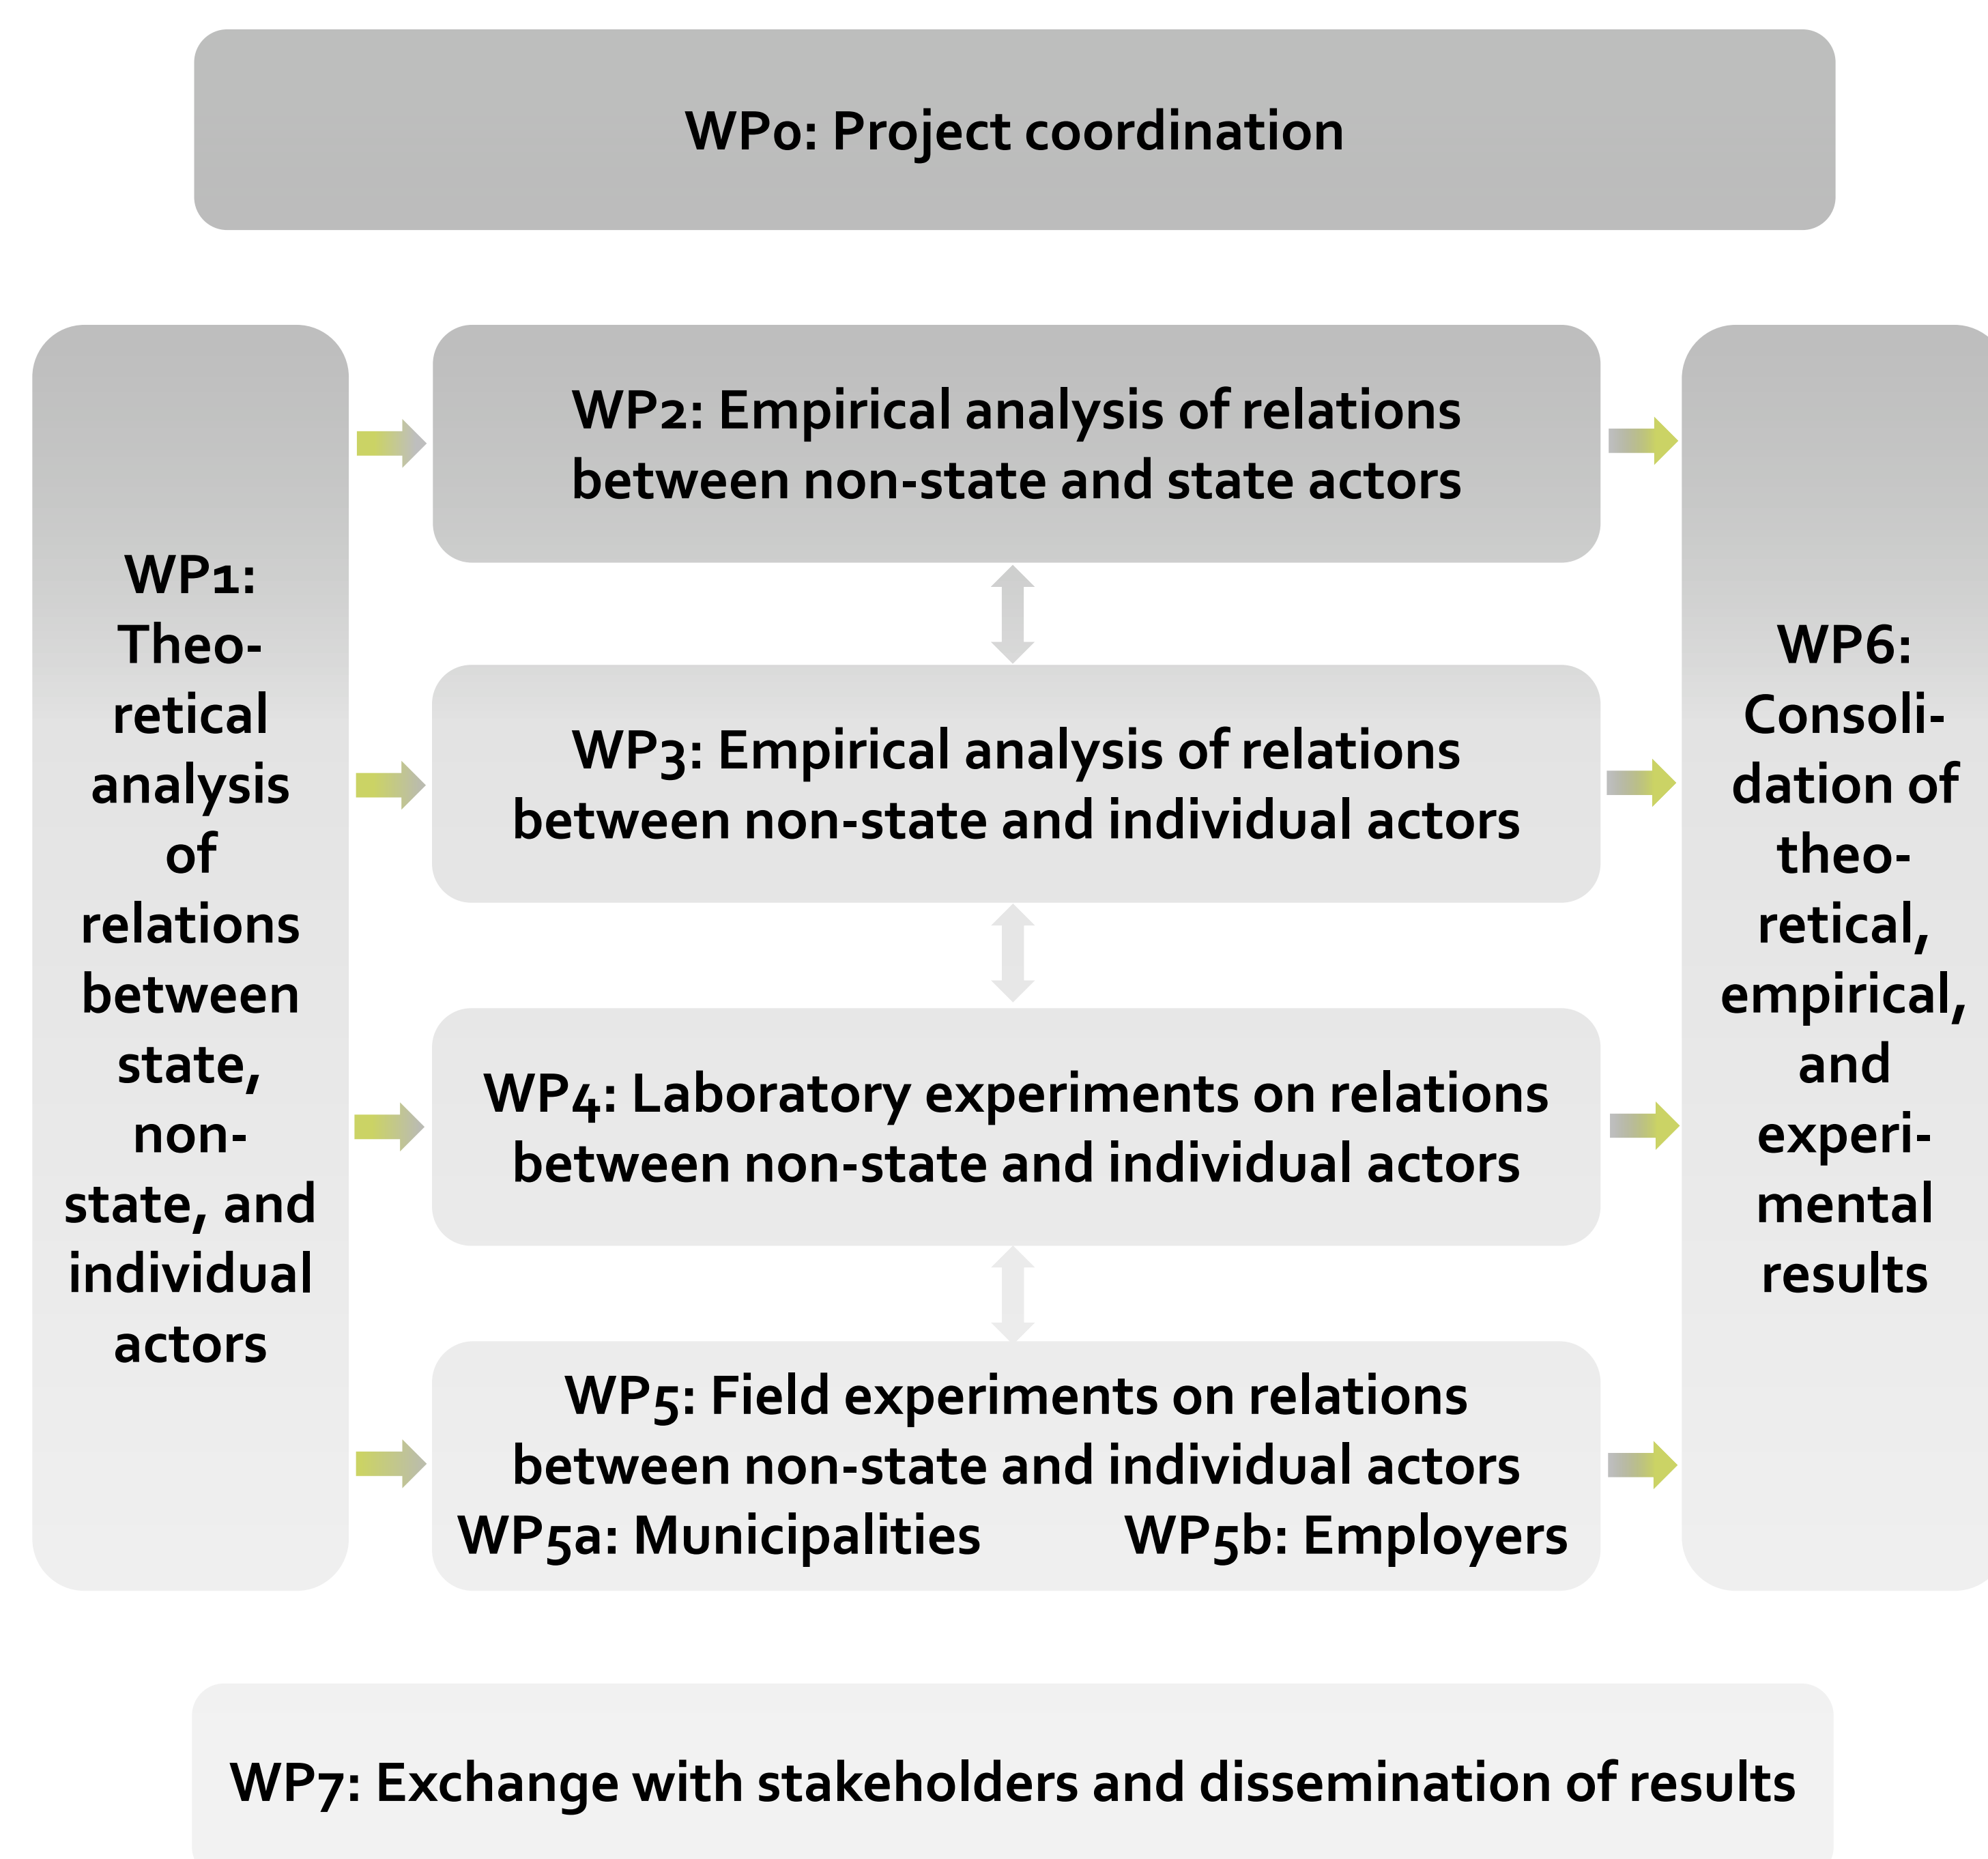 WP0: Project coordination
WP1:
Theo-
retical
analysis
of
relations
between
state,
non-
state, and
individual
actors
WP2: Empirical analysis of relations
between non-state and state actors
WP3: Empirical analysis of relations
between non-state and individual actors
WP4: Laboratory experiments on relations
between non-state and individual actors
WP5: Field experiments on relations
between non-state and individual actors
WP5a: Municipalities WP5b: Employers
WP6:
Consoli-
dation of
theo-
retical,
empirical,
and
experi-
mental
results
WP7: Exchange with stakeholders and dissemination of results